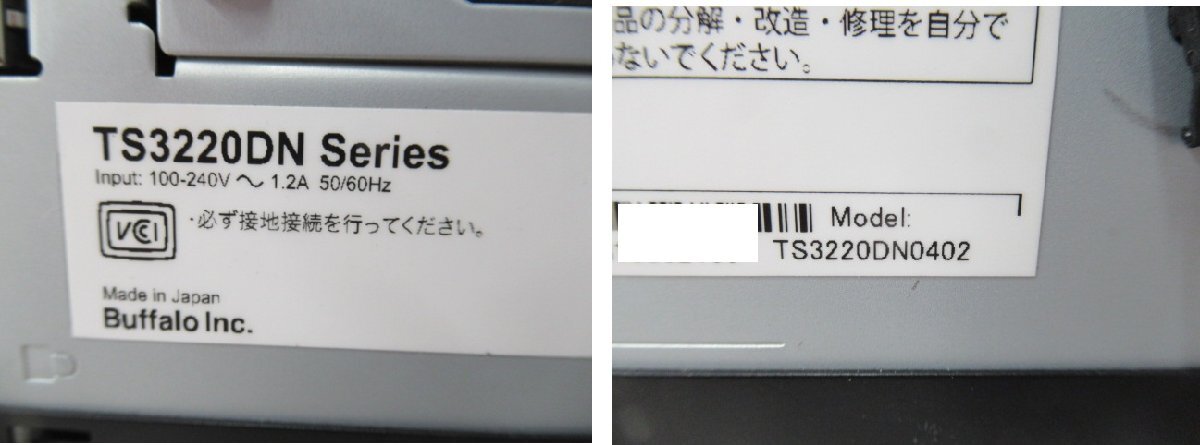 TS3220DN Series
Input: 100-240V ～ 1.2A 50/60Hz
VCCI
・必ず接地接続を行ってください。
Made in Japan
Buffalo Inc.
品の分解・改造・修理を自分で
ないでください。
Model:
TS3220DN0402